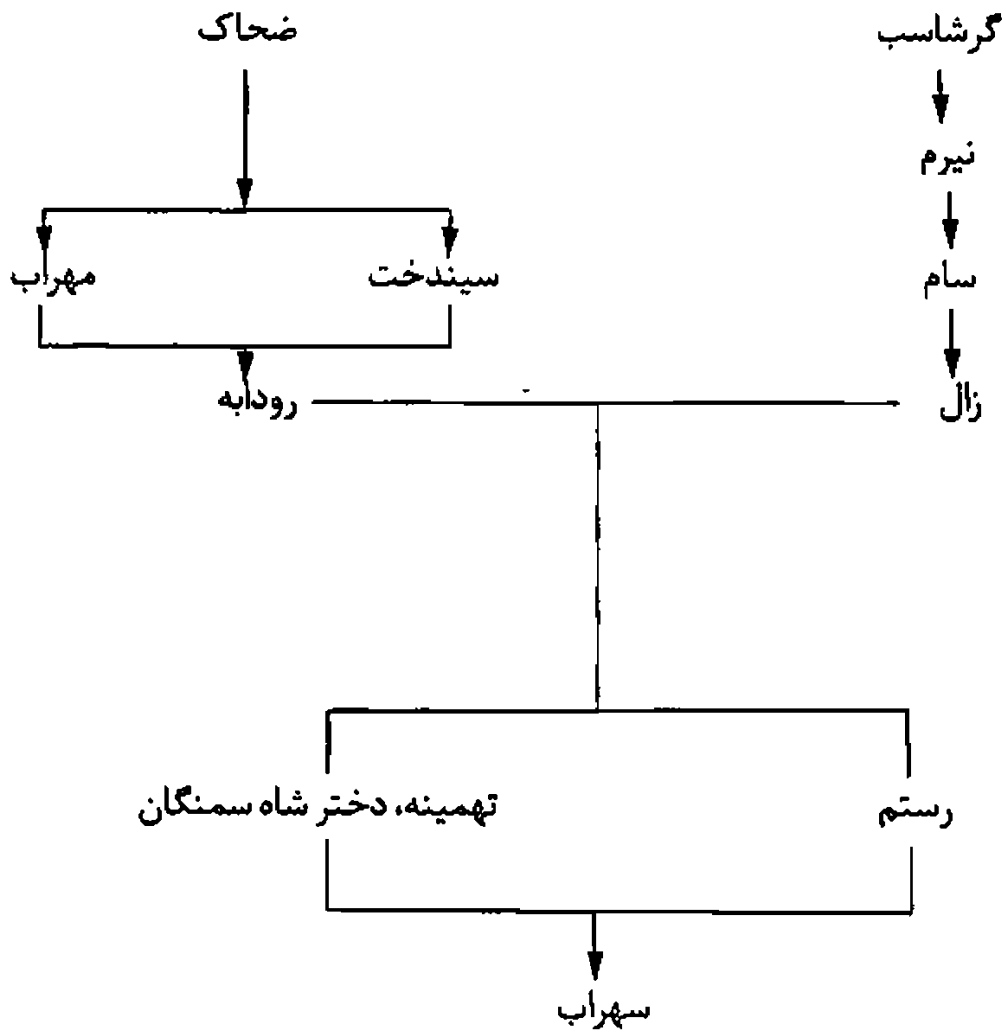 گرشاسب
ضحاک
نیرم
سیندخت
مهراب
سام
زال
رودابه
رستم
تهمینه، دختر شاه سمنگان
سهراب